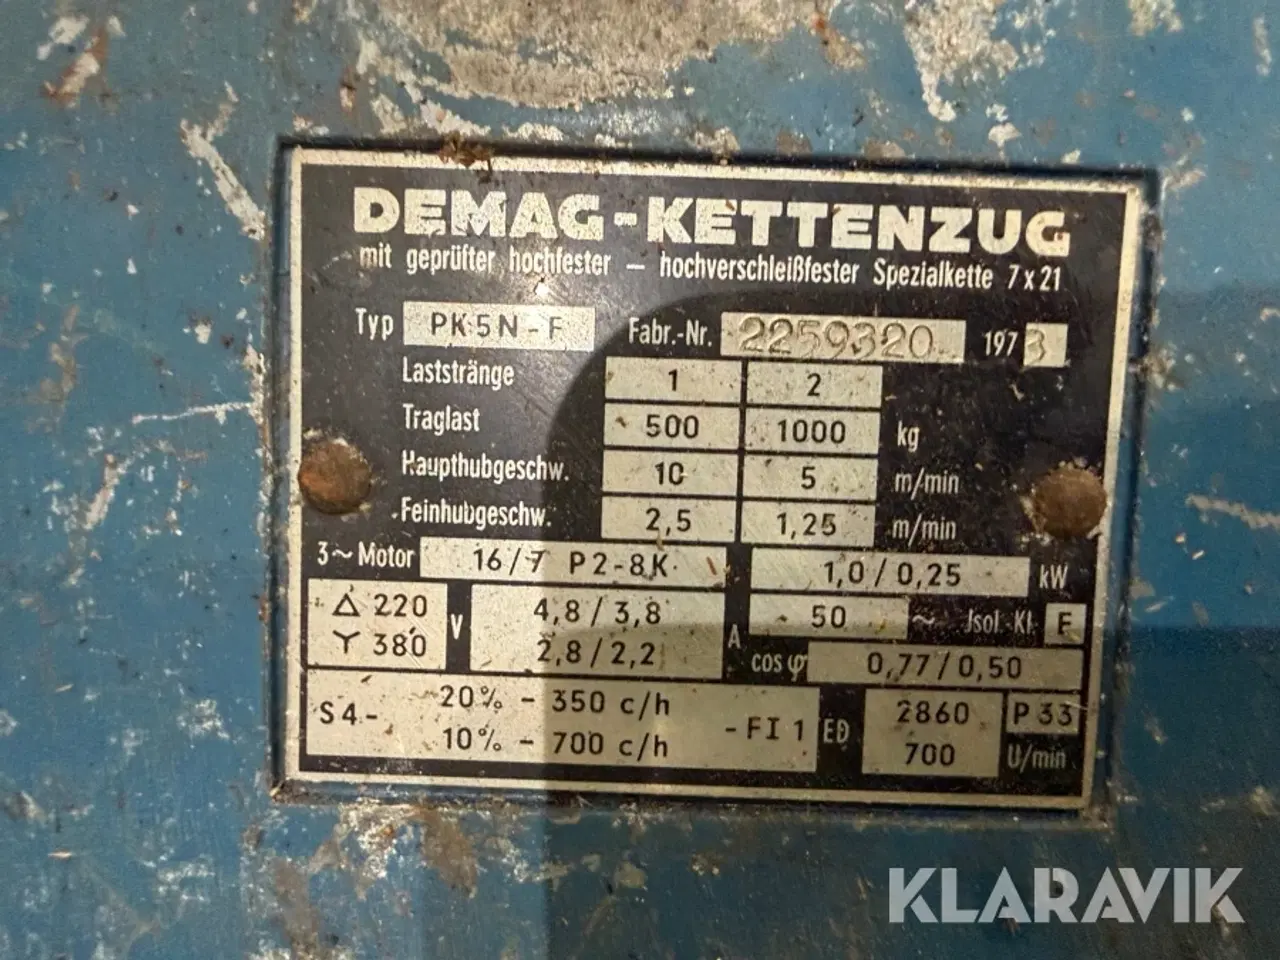 DEMAG-KETTENZUG
mit geprüfter hochfester – hochverschleißfester Spezialkette 7 x 21
Typ PK 5 N - F Fabr.-Nr. 2259320 1973
Laststränge 1 2
Traglast 500 1000 kg
Haupthubgeschw. 10 5 m/min
Feinhubgeschw. 2,5 1,25 m/min
3~ Motor 16/7 P2-8K 1,0/0,25 kW
△ 220 V 4,8/3,8 A 50 ~ Jsol.-Kl. F
Y 380 2,8/2,2 cos φ 0,77/0,50
S4- 20% - 350 c/h - FI 1 ED 2860 P 33
10% - 700 c/h 700 U/min
KLARAVIK